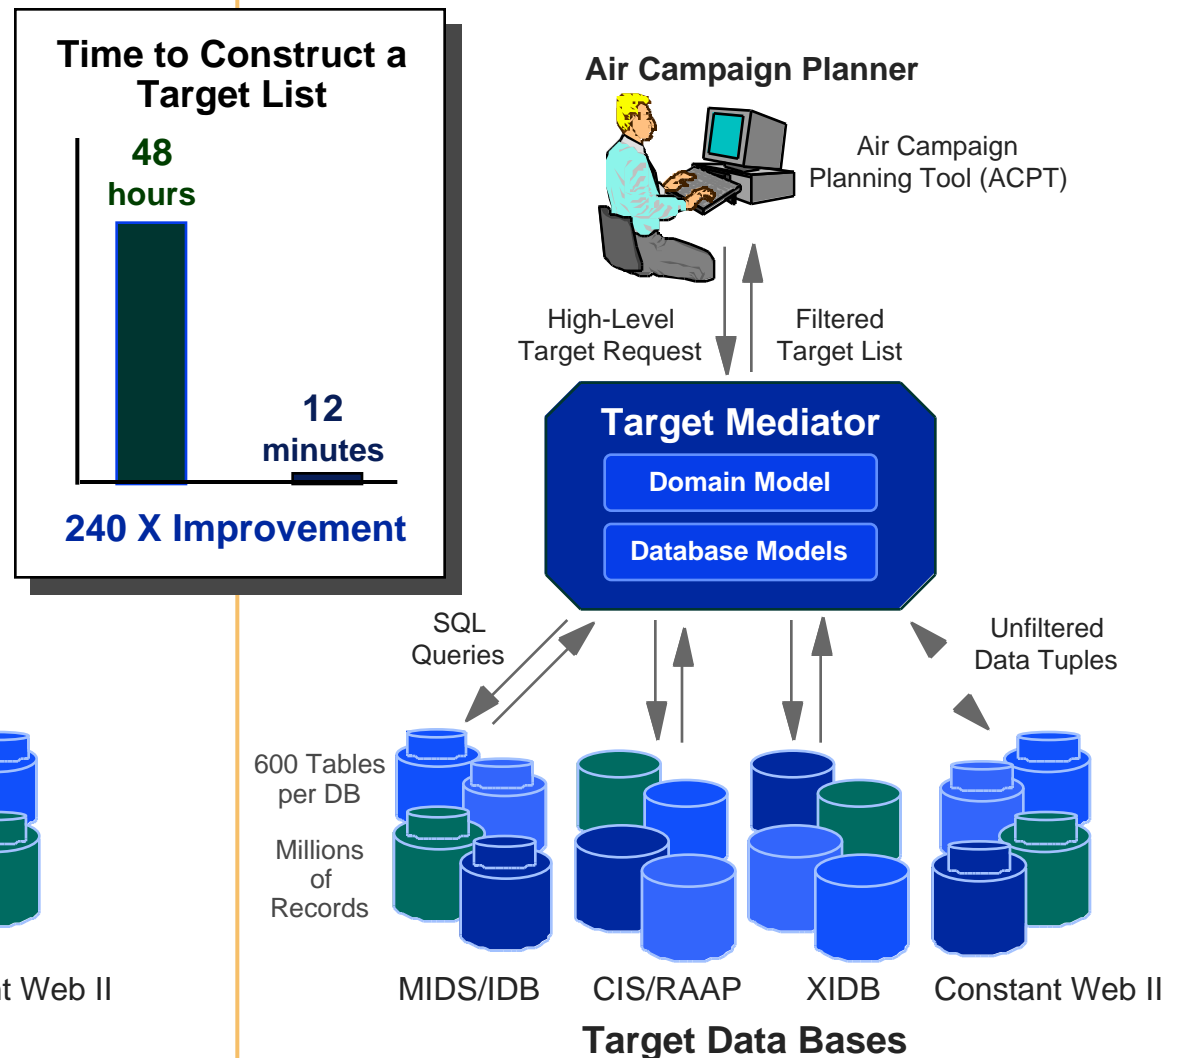 Time to Construct a
Target List
48
hours
12
minutes
240 X Improvement
Air Campaign Planner
Air Campaign
Planning Tool (ACPT)
High-Level
Target Request
Filtered
Target List
Target Mediator
Domain Model
Database Models
SQL
Queries
Unfiltered
Data Tuples
600 Tables
per DB
Millions
of
Records
t Web II
MIDS/IDB
CIS/RAAP
XIDB
Constant Web II
Target Data Bases